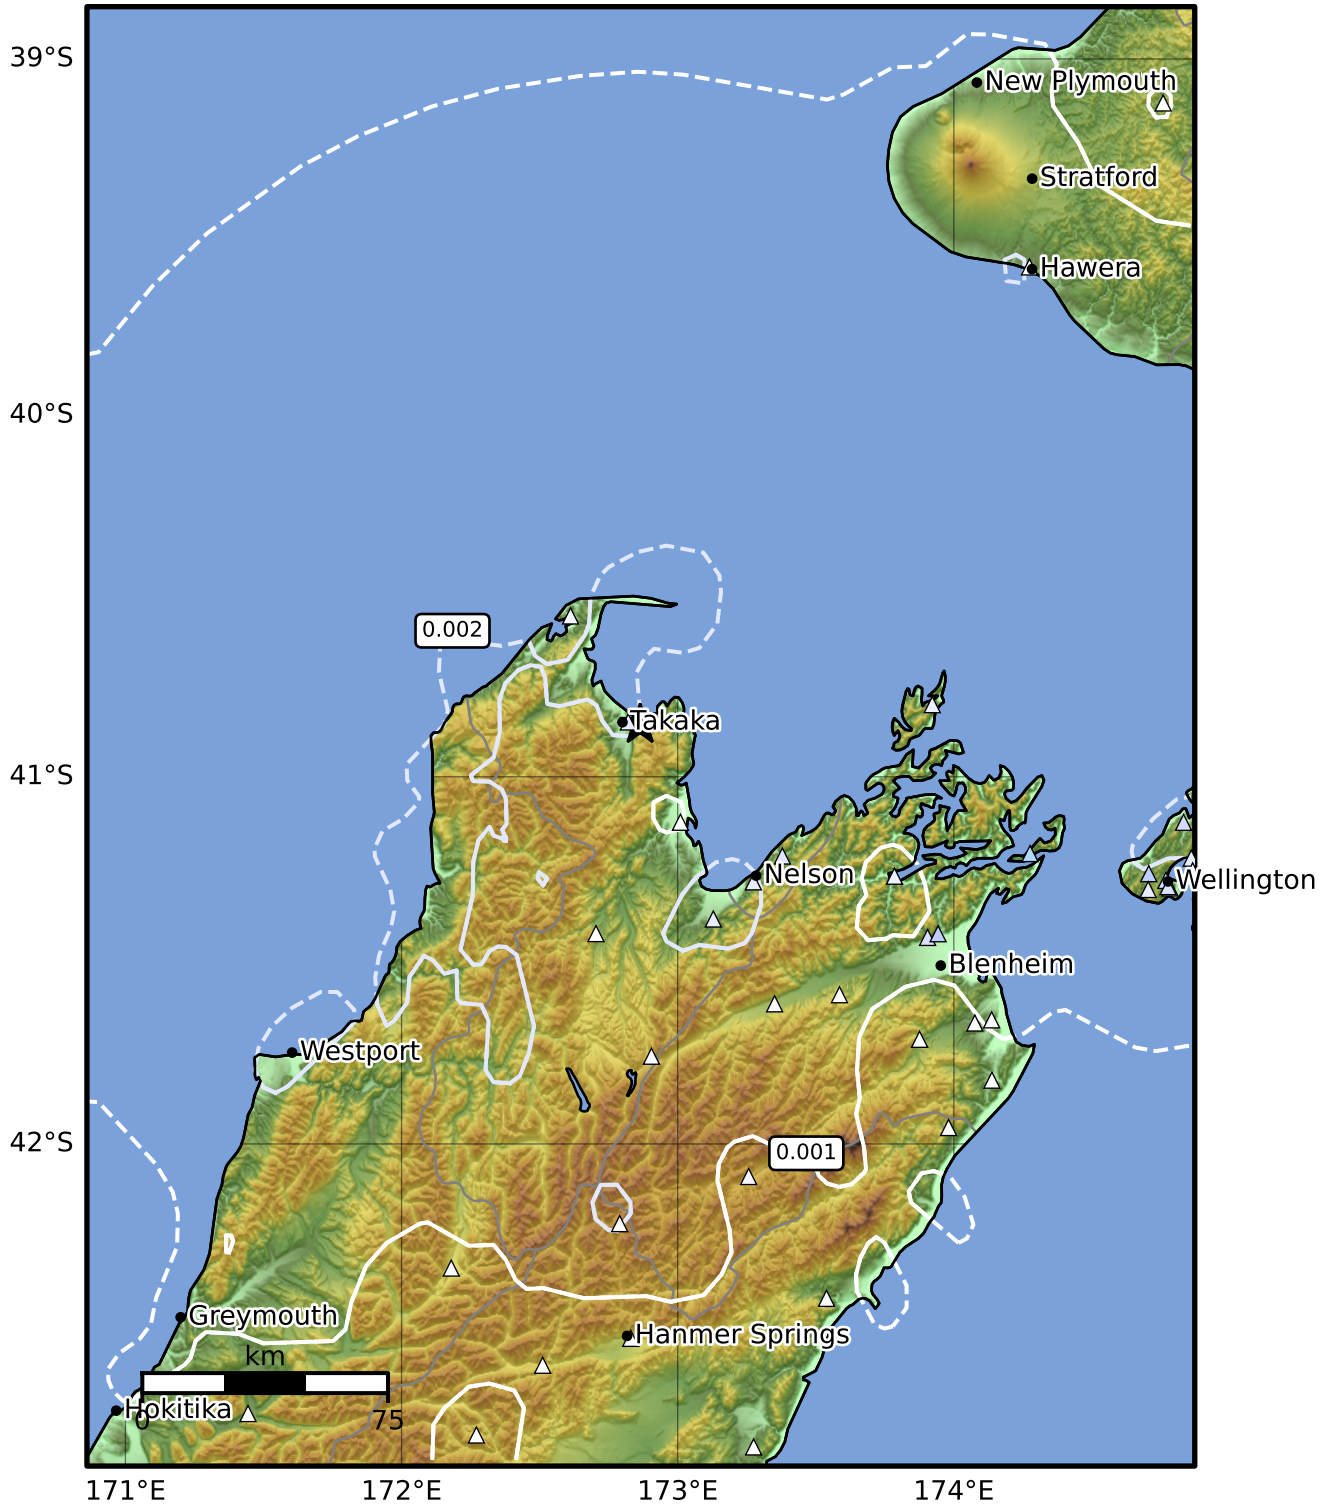 39°S
New Plymouth
Stratford
Hawera
40°S
0.002
Takaka
41°S
Nelson
Wellington
Blenheim
Westport
42°S
0.001
Greymouth
Hanmer Springs
km
Hokitika
0
75
171°E
172°E
173°E
174°E